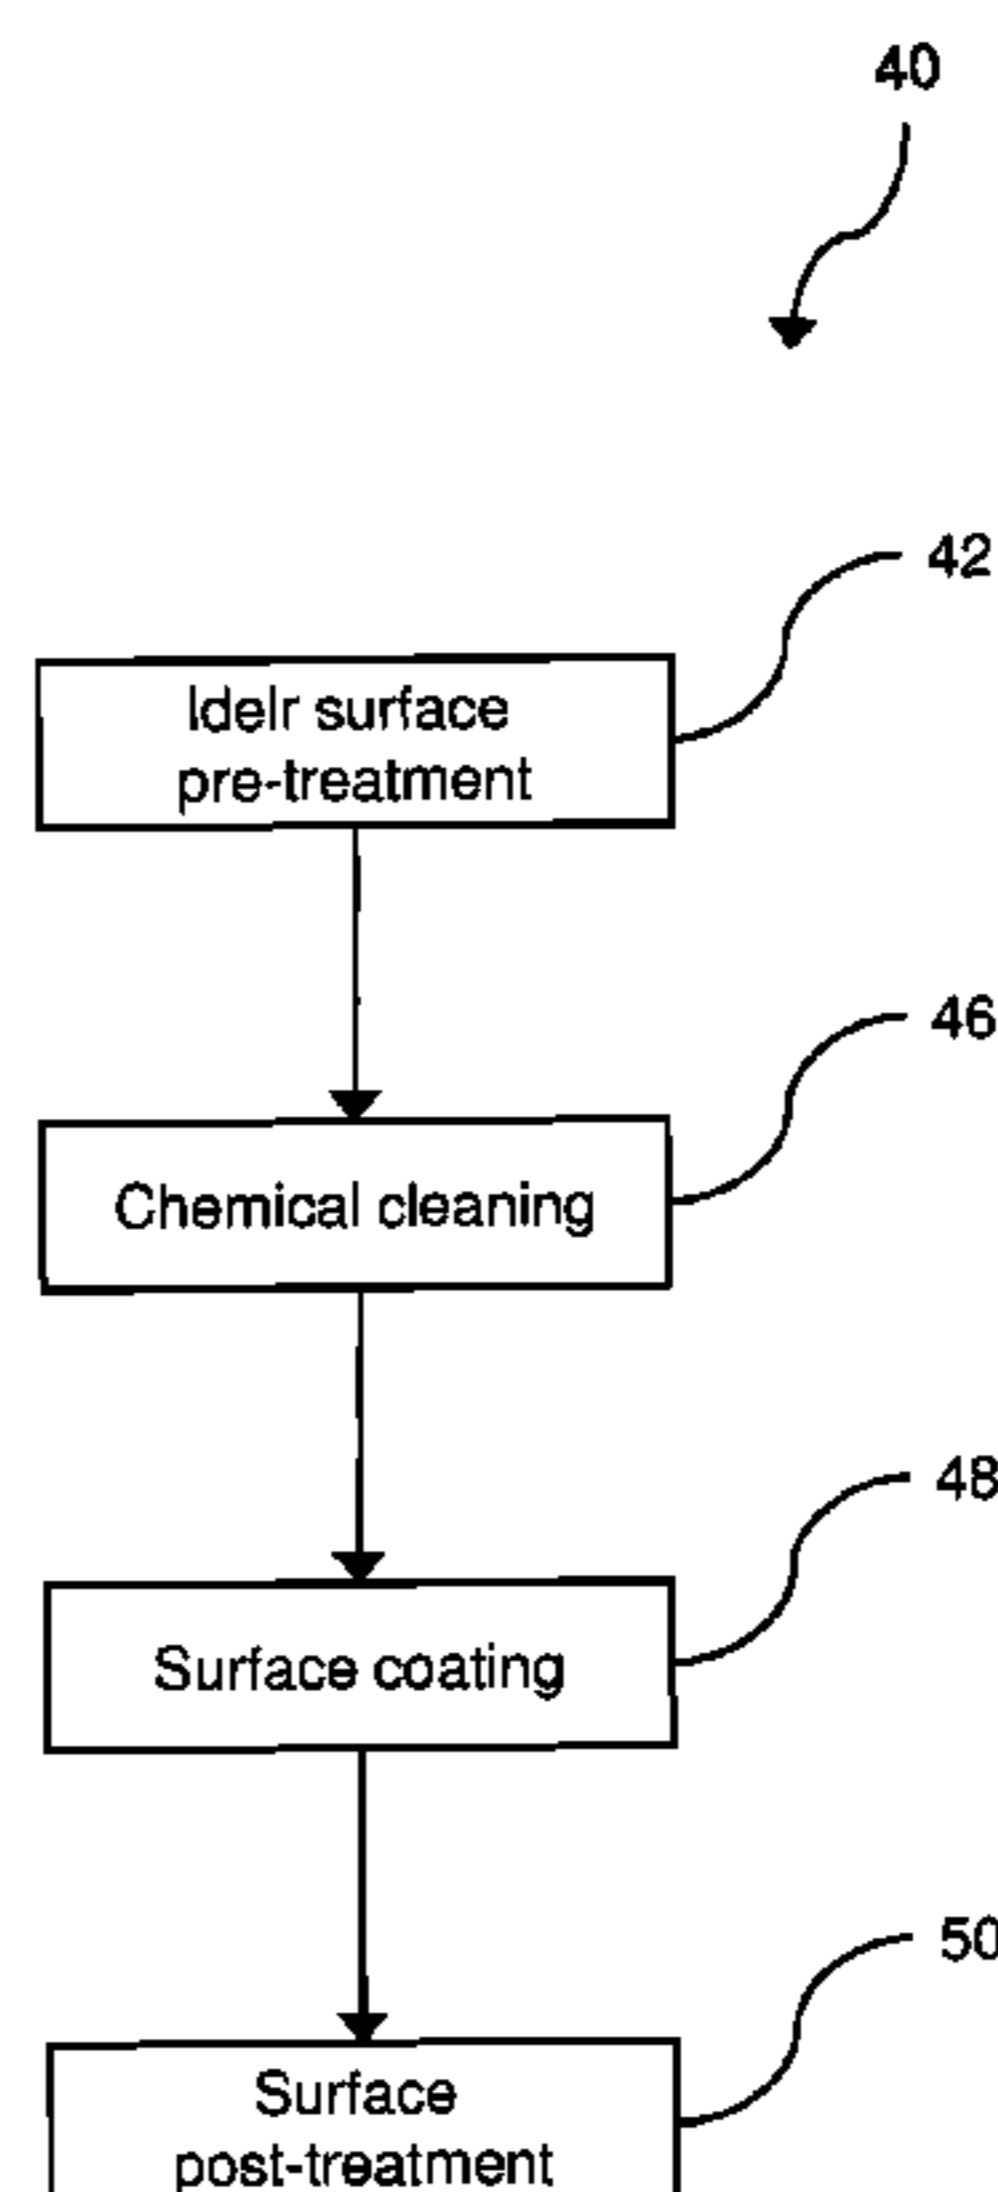 40
42
Idelr surface
pre-treatment
46
Chemical cleaning
48
Surface coating
50
Surface
post-treatment